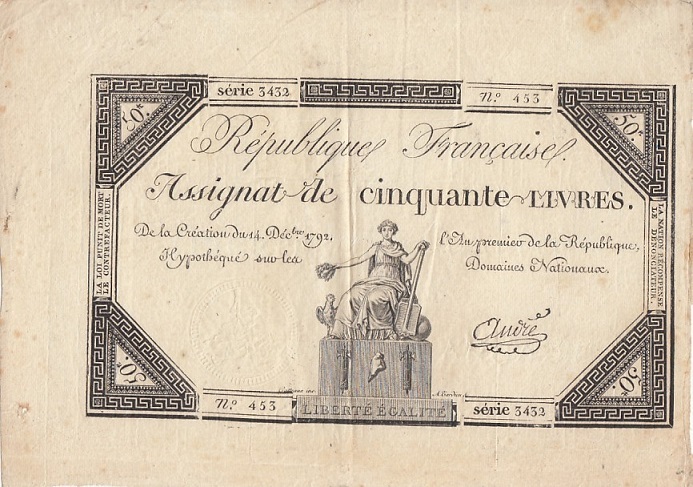 série 3432
N.º 453
50.ᵗ
50.ᵗ
République Française.
Assignat de cinquante LIVRES.
De la Création du 14. Décbre 1792,
l'An premier de la République,
Hypothéqué sur les
Domaines Nationaux.
LA LOI PUNIT DE MORT
LE CONTREFACTEUR.
LA NATION RÉCOMPENSE
LE DÉNONCIATEUR.
André
50.ᵗ
50.ᵗ
N.º 453
LIBERTÉ EGALITÉ
série 3432